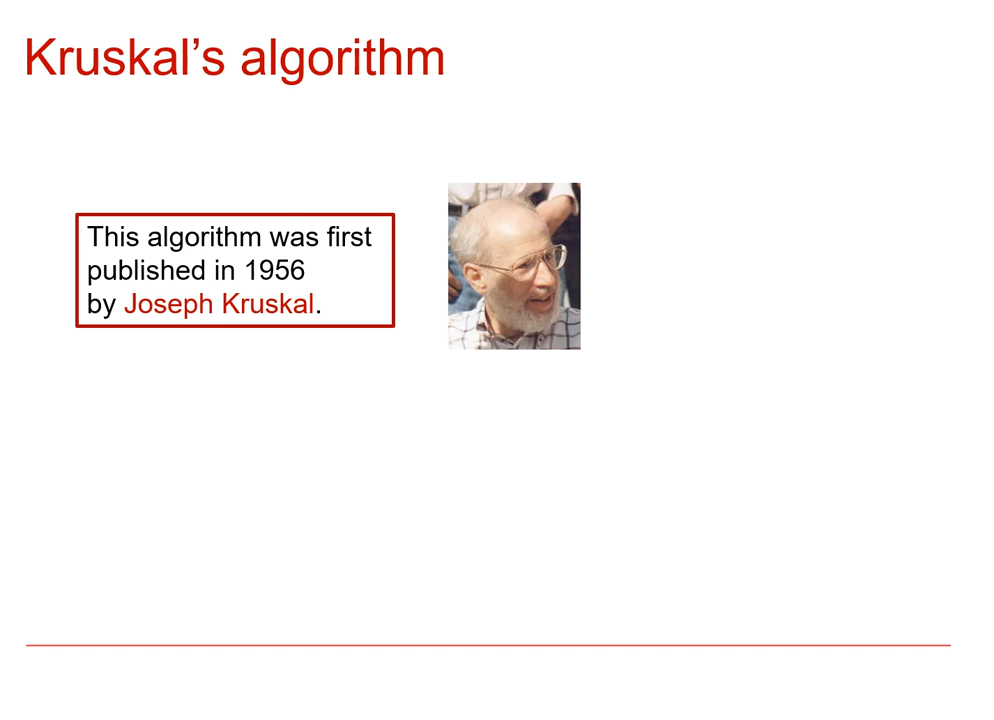 Kruskal’s algorithm
This algorithm was first
published in 1956
by Joseph Kruskal.